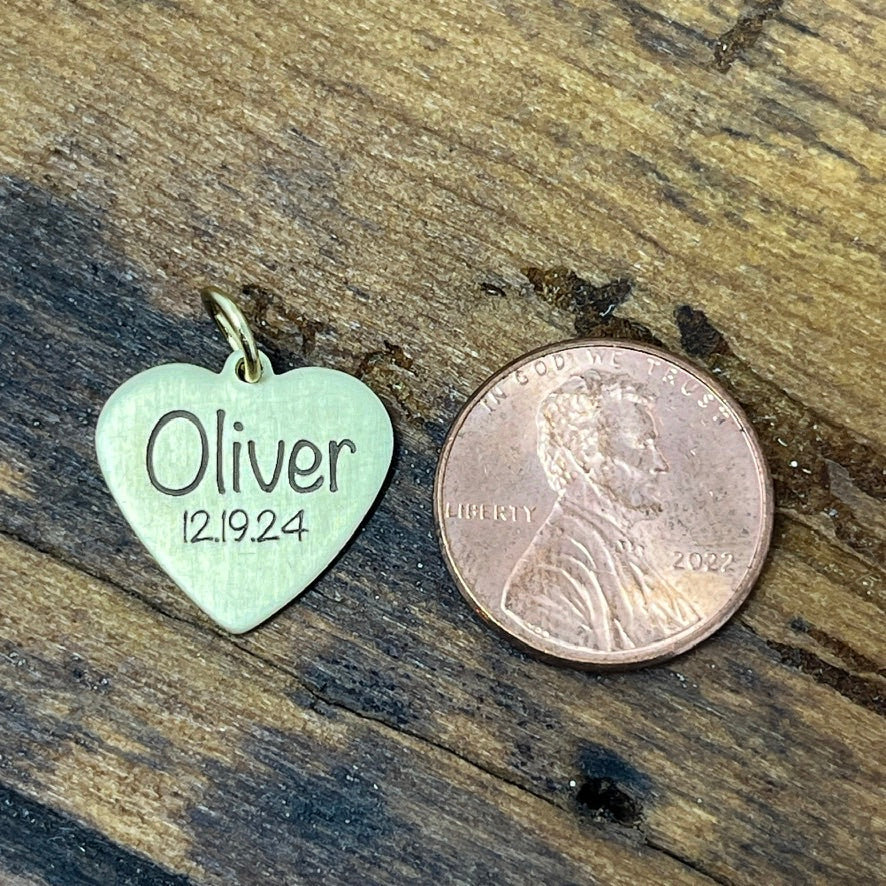 Oliver
12.19.24
IN GOD WE TRUST
LIBERTY
2022